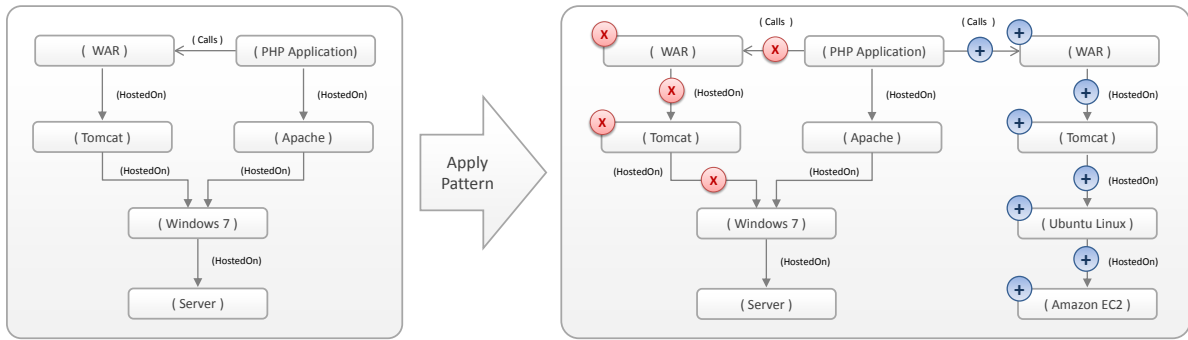 ( Calls )
( WAR )
( PHP Application)
(HostedOn)
(HostedOn)
( Tomcat )
( Apache )
(HostedOn)
(HostedOn)
( Windows 7 )
(HostedOn)
( Server )
Apply
Pattern
( Calls )
( Calls )
X
+
( WAR )
X
( PHP Application)
+
( WAR )
X
(HostedOn)
(HostedOn)
+
(HostedOn)
X
( Tomcat )
( Apache )
+
( Tomcat )
(HostedOn)
X
(HostedOn)
+
(HostedOn)
( Windows 7 )
+
( Ubuntu Linux )
(HostedOn)
+
(HostedOn)
( Server )
+
( Amazon EC2 )